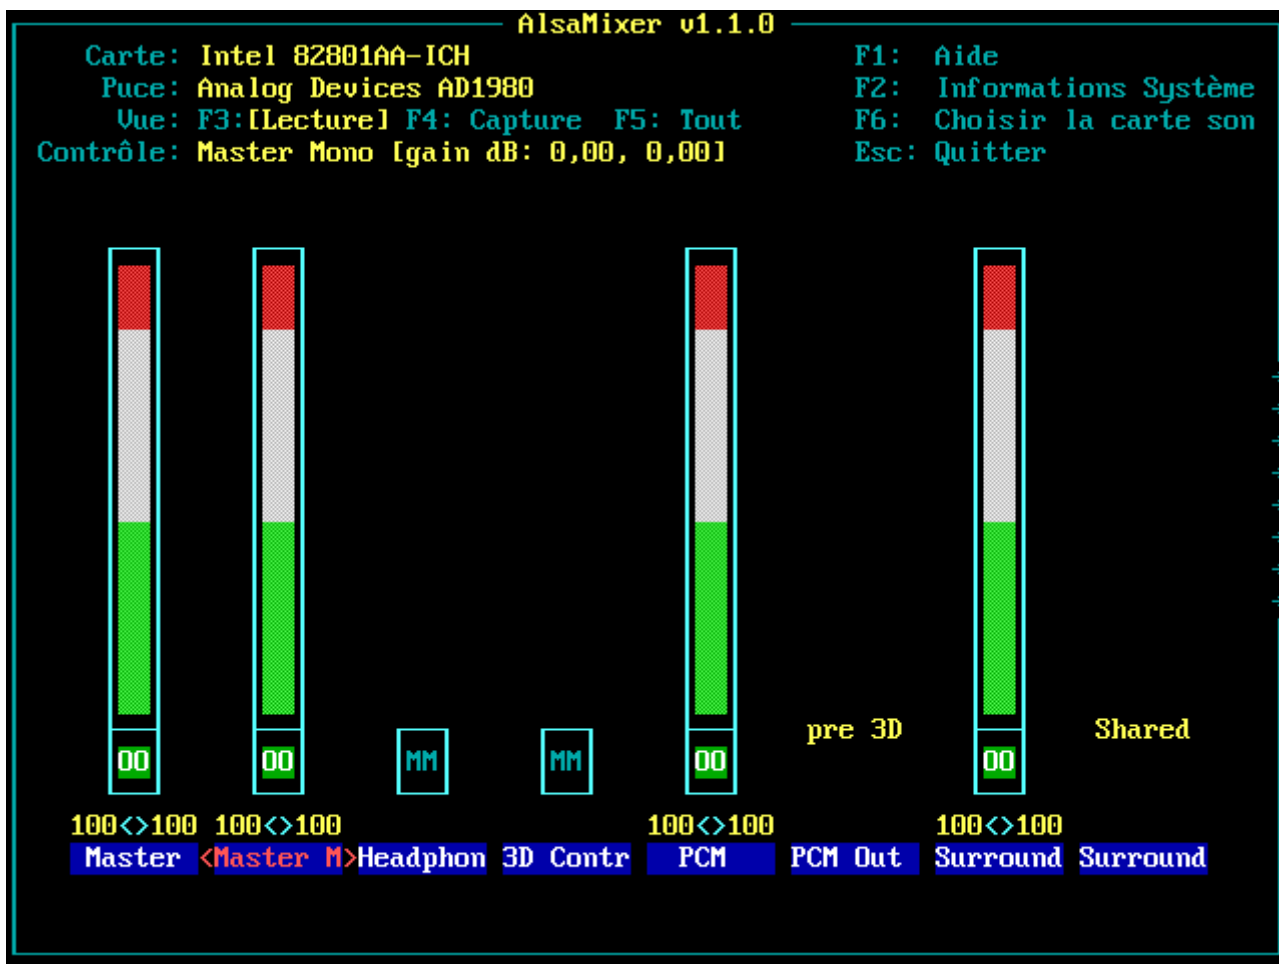 AlsaMixer v1.1.0
Carte: Intel 82801AA-ICH F1: Aide
Puce: Analog Devices AD1980 F2: Informations Système
Vue: F3:[Lecture] F4: Capture F5: Tout F6: Choisir la carte son
Contrôle: Master Mono [gain dB: 0,00, 0,00] Esc: Quitter
pre 3D Shared
OO OO MM MM OO OO
100<>100 100<>100 100<>100 100<>100
Master <Master M>Headphon 3D Contr PCM PCM Out Surround Surround